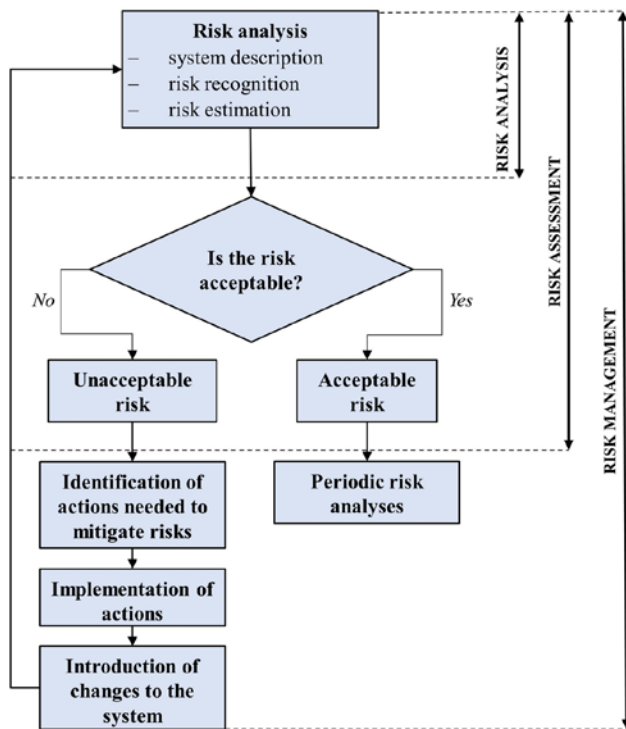 Risk analysis
– system description
– risk recognition
– risk estimation
RISK ANALYSIS
RISK ASSESSMENT
RISK MANAGEMENT
Is the risk
acceptable?
No
Yes
Unacceptable
risk
Acceptable
risk
Identification of
actions needed to
mitigate risks
Periodic risk
analyses
Implementation of
actions
Introduction of
changes to the
system